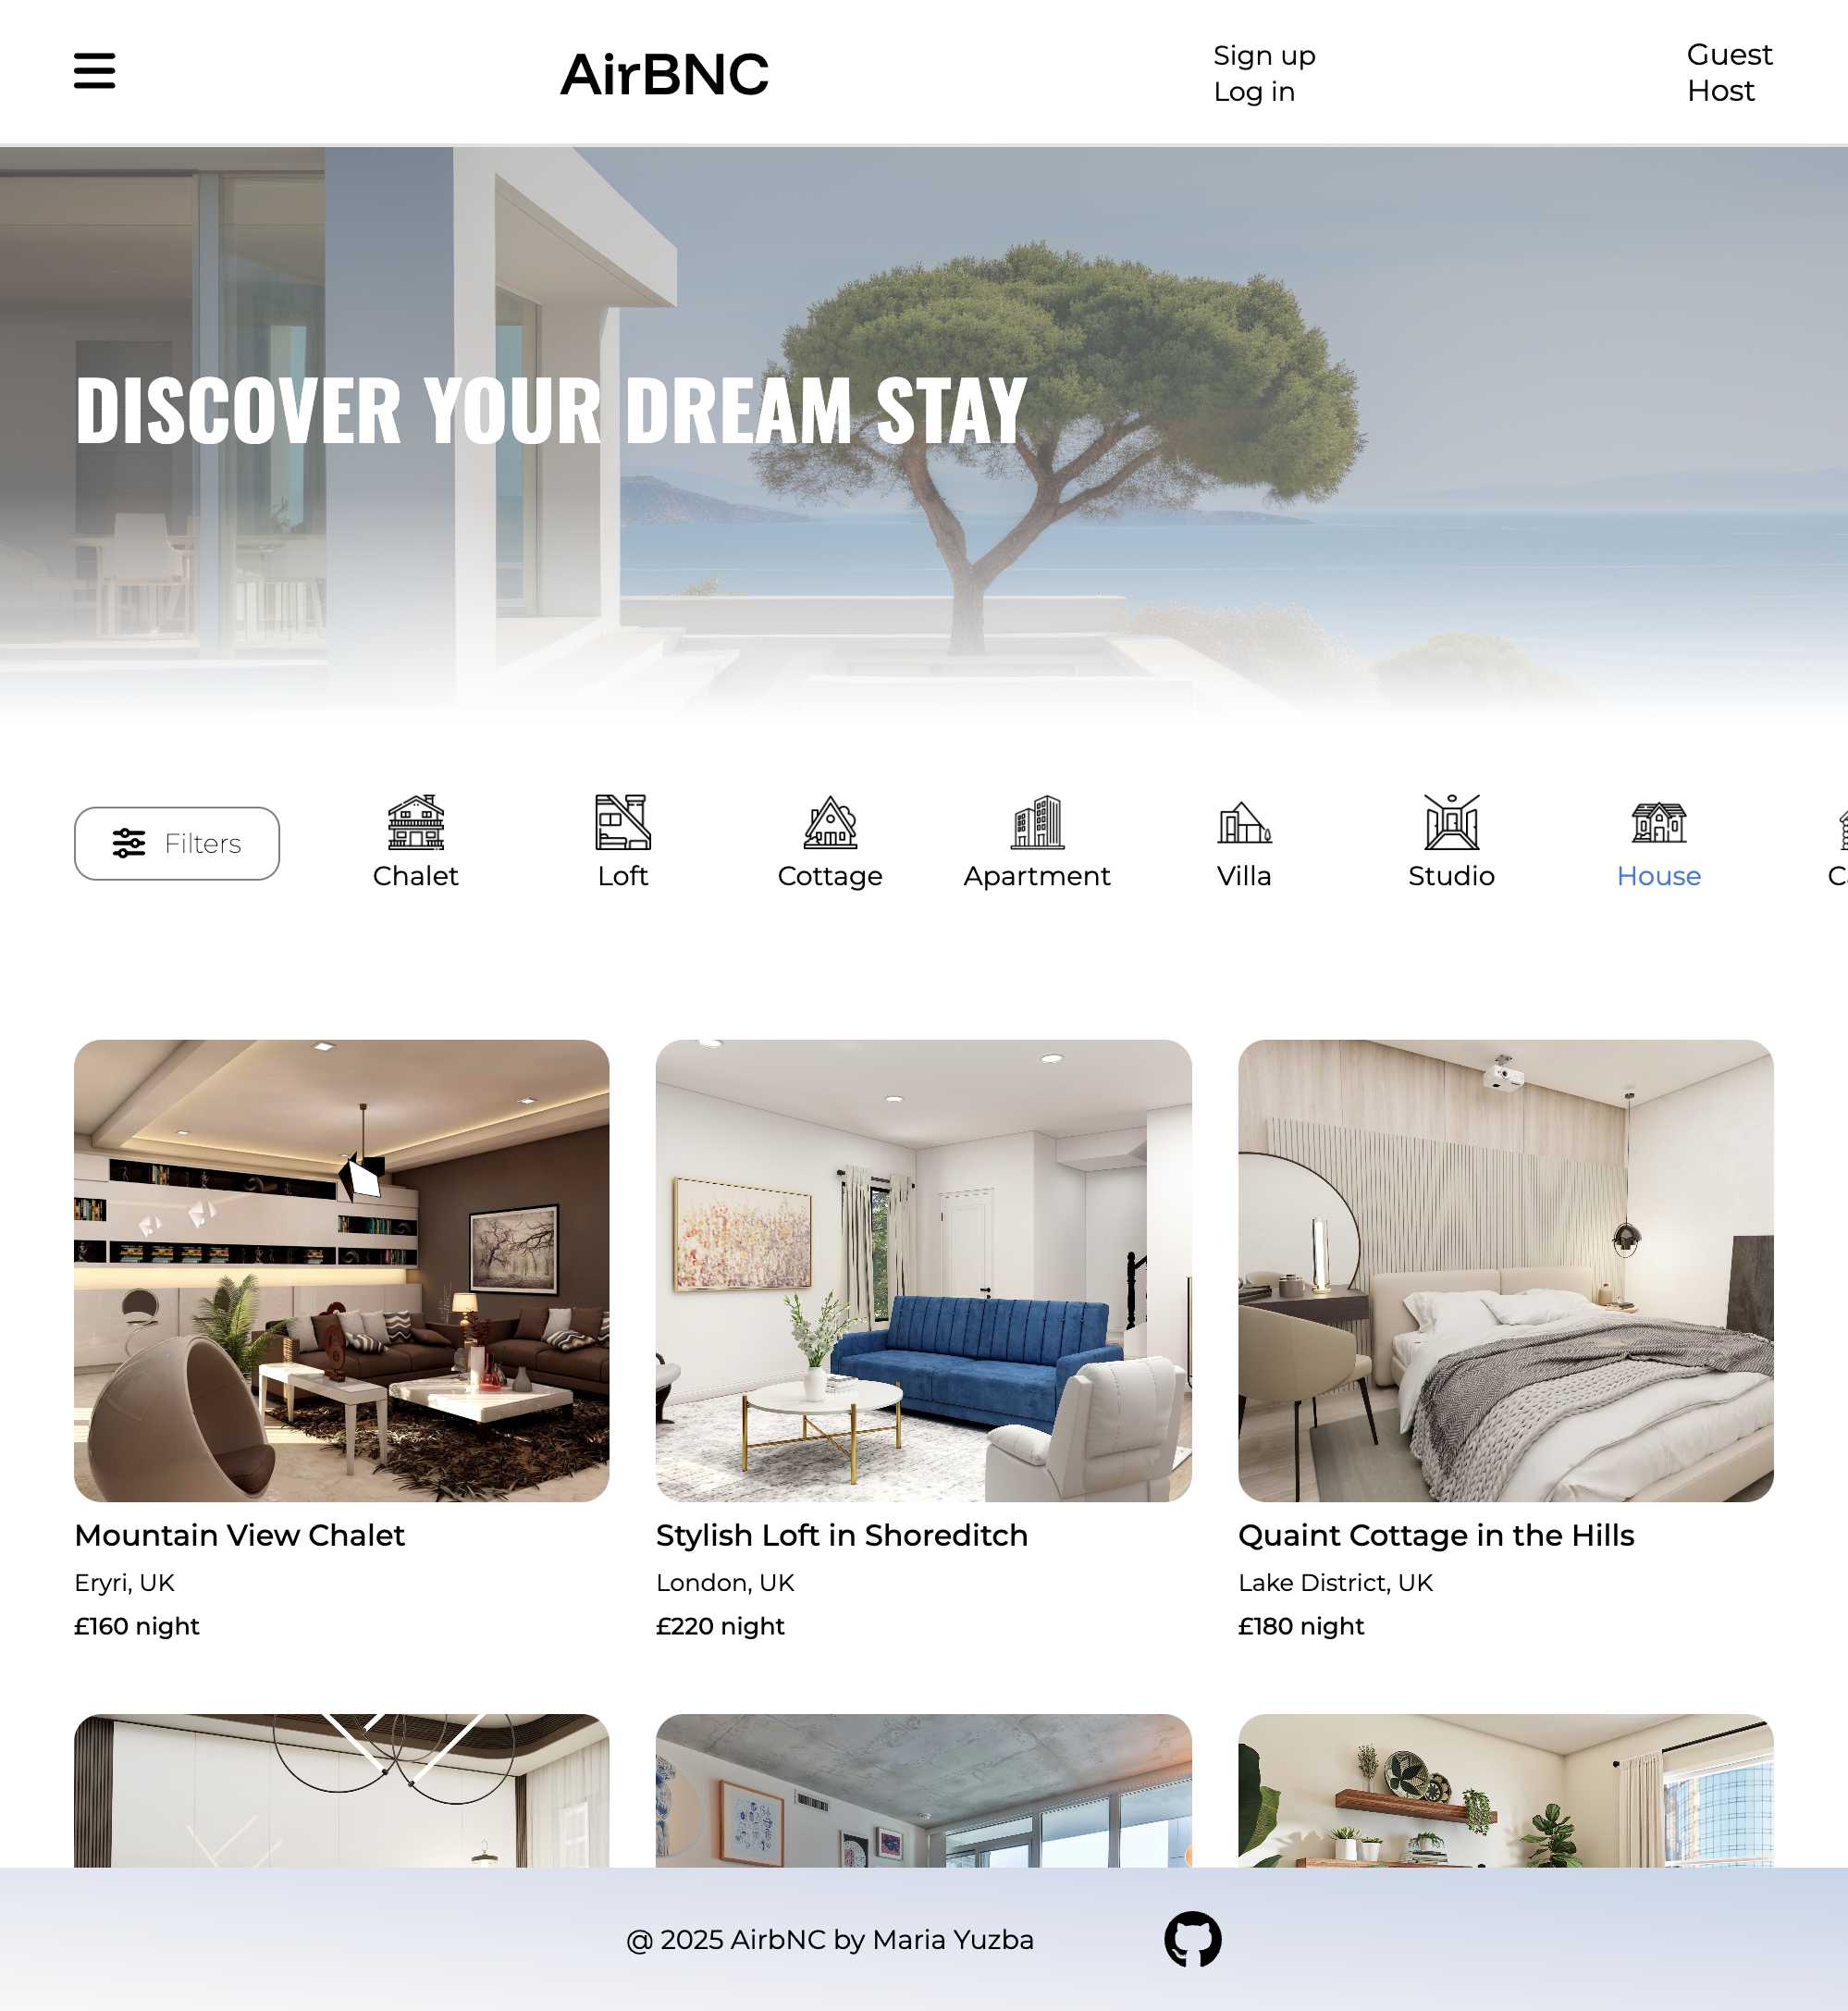 AirBNC
Sign up
Log in
Guest
Host
DISCOVER YOUR DREAM STAY
Filters
Chalet
Loft
Cottage
Apartment
Villa
Studio
House
Mountain View Chalet
Eryri, UK
£160 night
Stylish Loft in Shoreditch
London, UK
£220 night
Quaint Cottage in the Hills
Lake District, UK
£180 night
@ 2025 AirbNC by Maria Yuzba